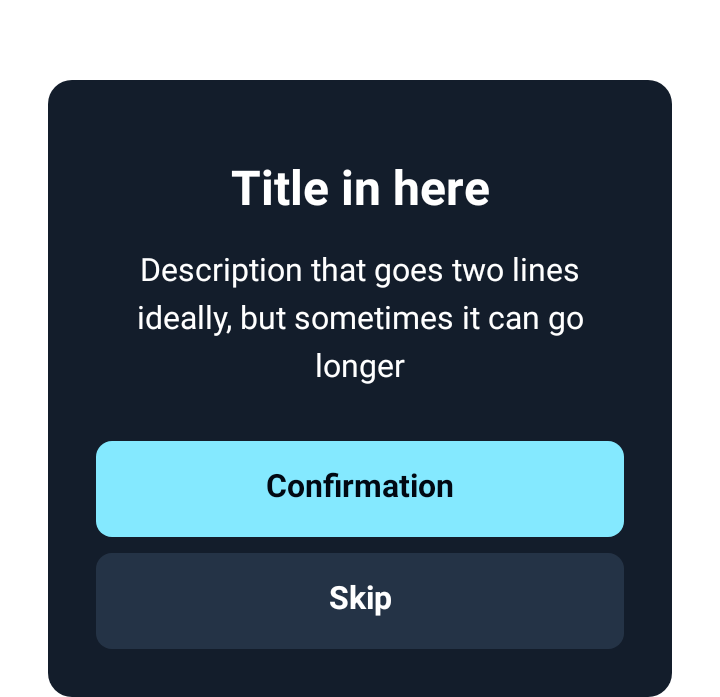 Title in here
Description that goes two lines
ideally, but sometimes it can go
longer
Confirmation
Skip